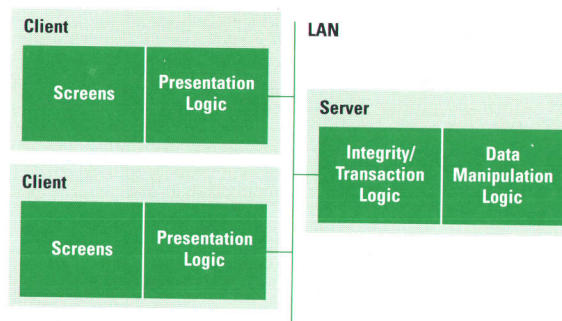 Client
Screens
Presentation
Logic
Client
Screens
Presentation
Logic
LAN
Server
Integrity/
Transaction
Logic
Data
Manipulation
Logic